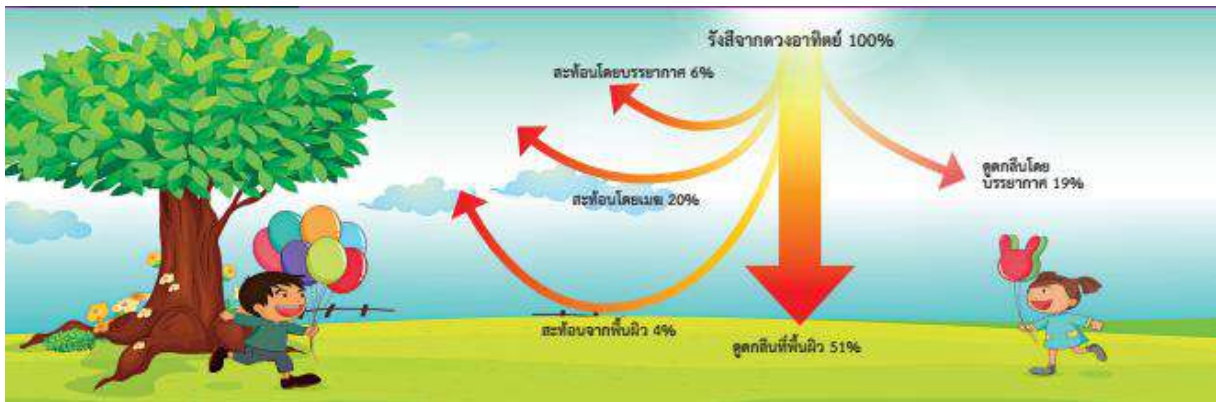 รังสีจากดวงอาทิตย์ 100%
สะท้อนโดยบรรยากาศ 6%
ดูดกลืนโดย
บรรยากาศ 19%
สะท้อนโดยเมฆ 20%
สะท้อนจากพื้นผิว 4%
ดูดกลืนที่พื้นผิว 51%